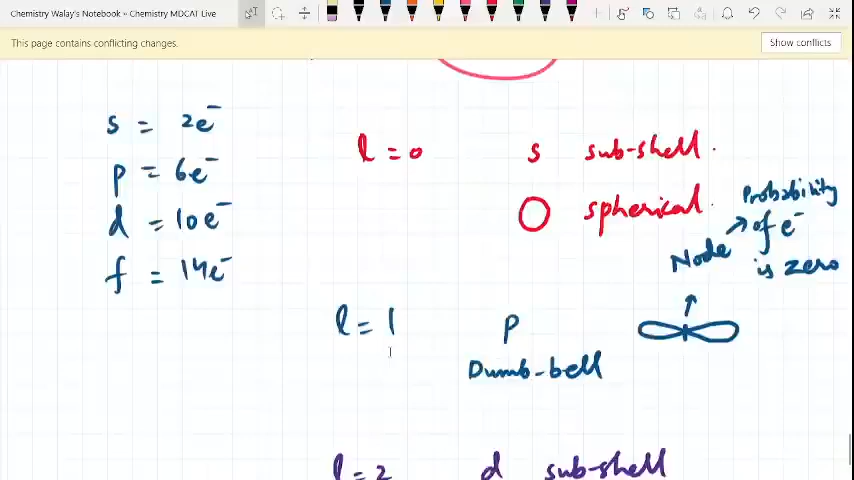 Chemistry Walay's Notebook » Chemistry MDCAT Live
This page contains conflicting changes.
Show conflicts
s = 2e⁻
p = 6e⁻
d = 10e⁻
f = 14e⁻
l = 0 s sub-shell.
spherical.
Node
Probability
of e⁻
is zero
l = 1 p
Dumb-bell
l = 2 d sub-shell